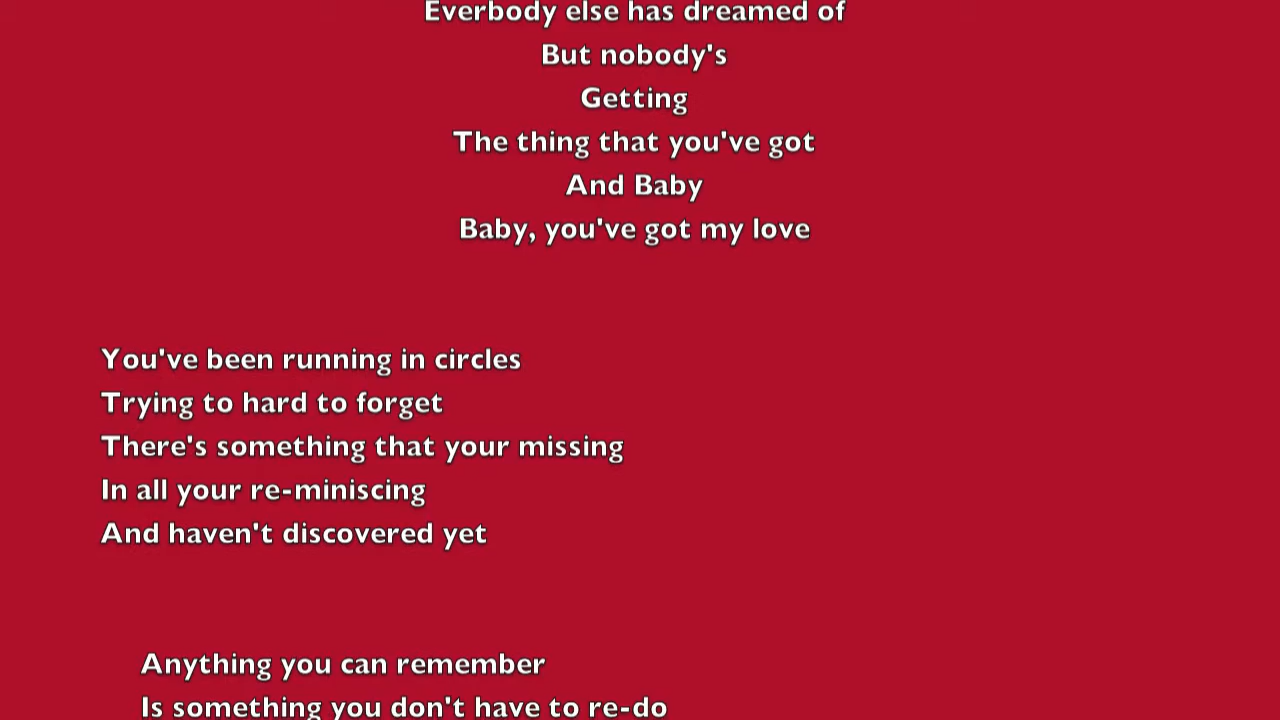 Everbody else has dreamed of
But nobody's
Getting
The thing that you've got
And Baby
Baby, you've got my love
You've been running in circles
Trying to hard to forget
There's something that your missing
In all your re-miniscing
And haven't discovered yet
Anything you can remember
Is something you don't have to re-do